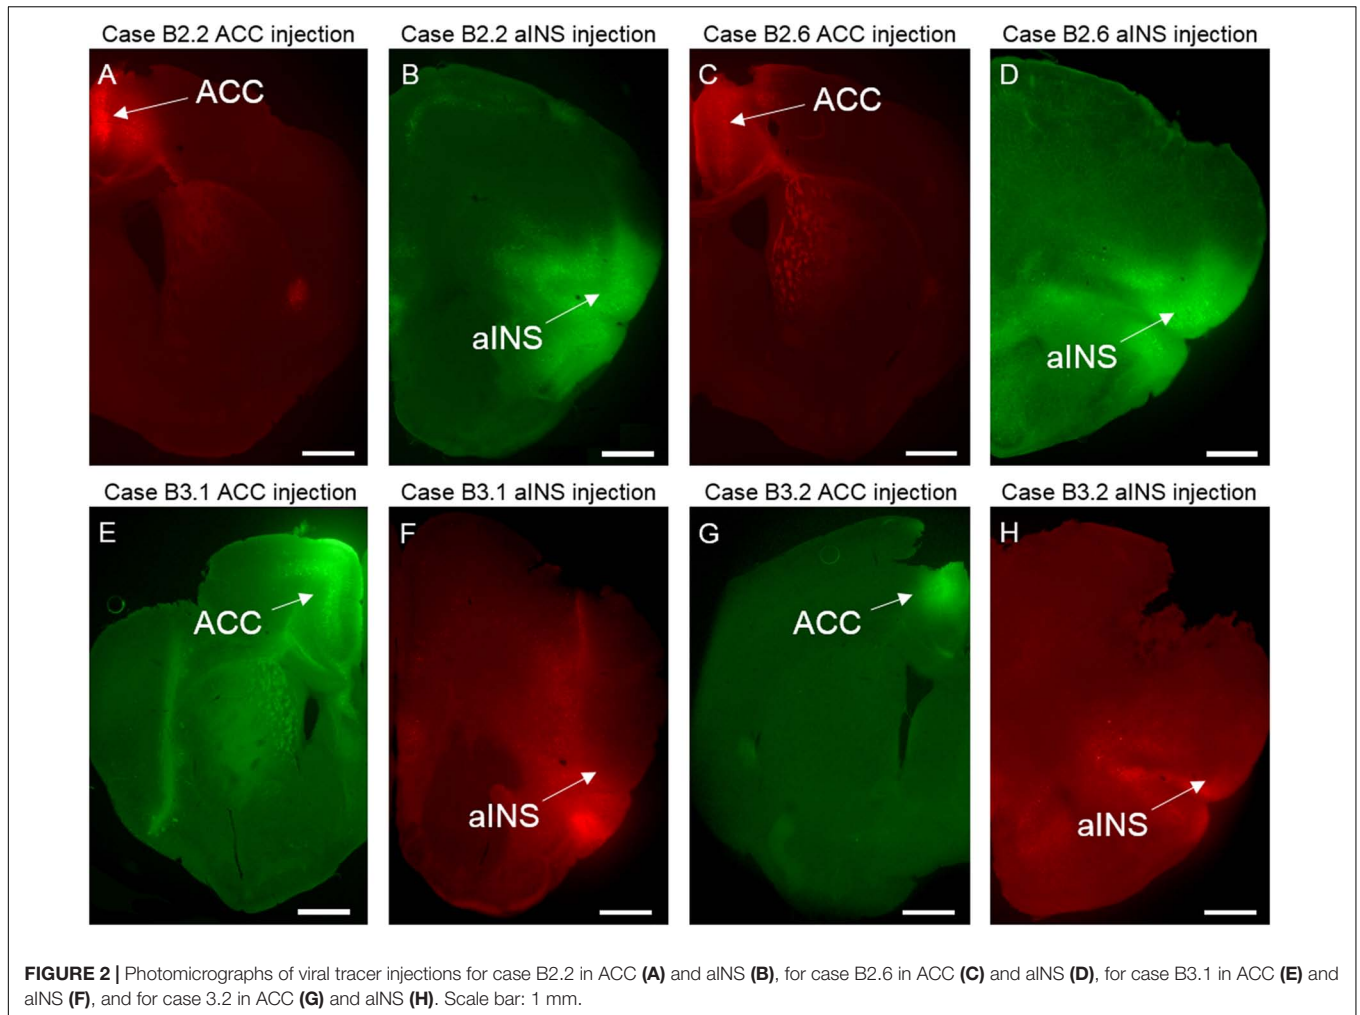 Case B2.2 ACC injection
Case B2.2 aINS injection
Case B2.6 ACC injection
Case B2.6 aINS injection
A
ACC
B
aINS
C
ACC
D
aINS
Case B3.1 ACC injection
Case B3.1 aINS injection
Case B3.2 ACC injection
Case B3.2 aINS injection
E
ACC
F
aINS
G
ACC
H
aINS
FIGURE 2 | Photomicrographs of viral tracer injections for case B2.2 in ACC (A) and aINS (B), for case B2.6 in ACC (C) and aINS (D), for case B3.1 in ACC (E) and
aINS (F), and for case 3.2 in ACC (G) and aINS (H). Scale bar: 1 mm.